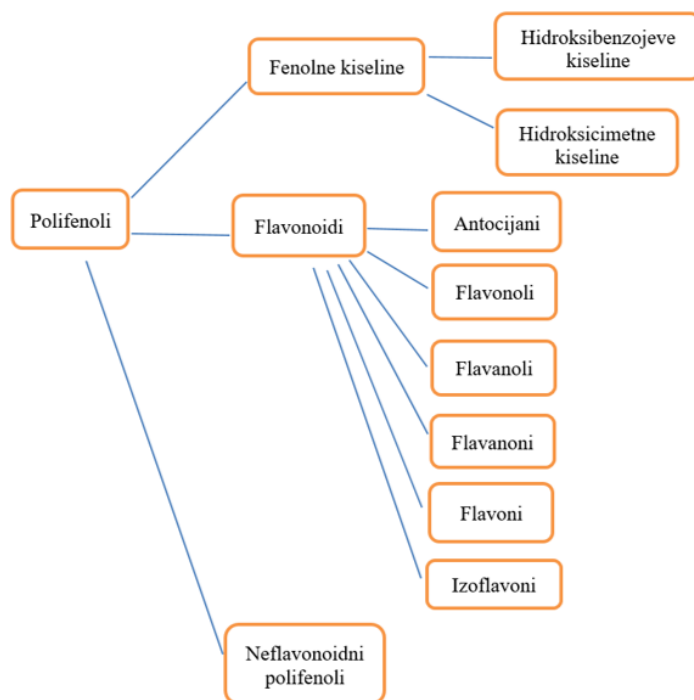 Polifenoli
Fenolne kiseline
Hidroksibenzojeve
kiseline
Hidroksicimetne
kiseline
Flavonoidi
Antocijani
Flavonoli
Flavanoli
Flavanoni
Flavoni
Izoflavoni
Neflavonoidni
polifenoli